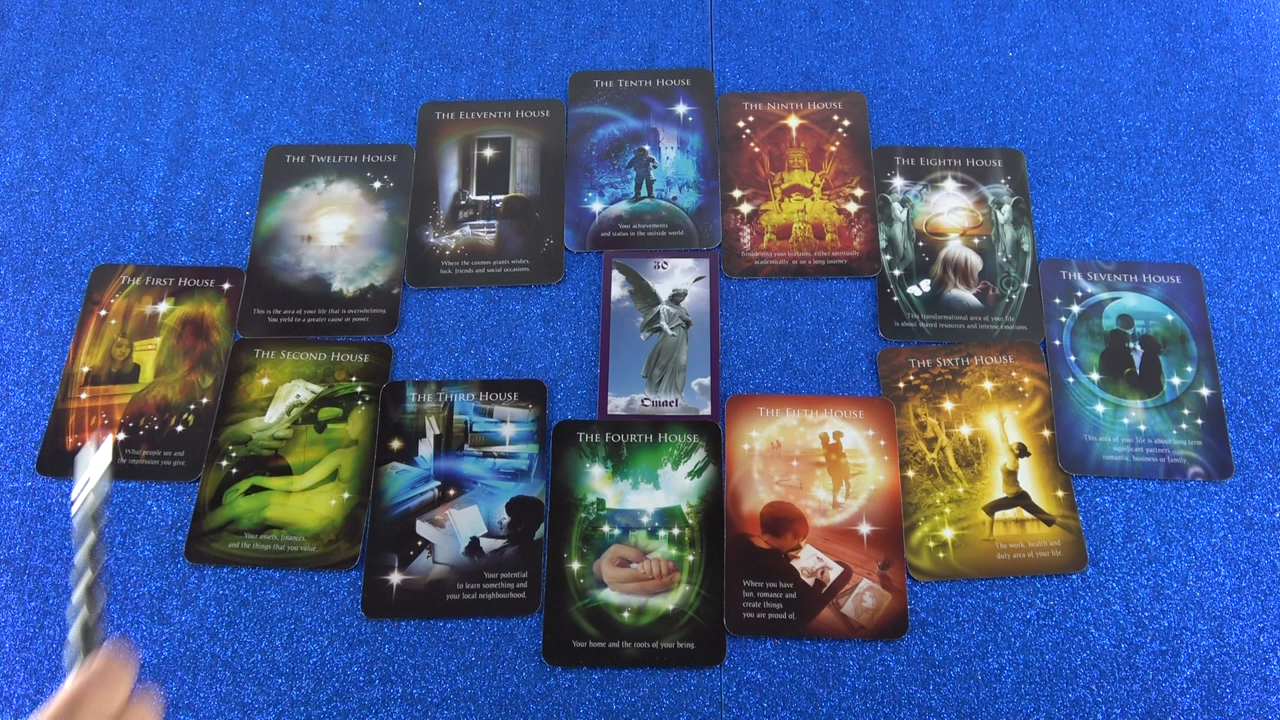 THE TENTH HOUSE
Your achievements
and status in the outside world
THE NINTH HOUSE
Broadening your horizons, either spiritually
academically, or on a long journey
THE ELEVENTH HOUSE
Where the cosmos grants wishes,
luck, friends and social occasions.
THE TWELFTH HOUSE
This is the area of your life that is overwhelming.
You yield to a greater cause or power.
THE EIGHTH HOUSE
This transformational area of your life
is about shared resources and intense emotions.
THE FIRST HOUSE
What people see and
the impression you give.
30
Omael
THE SEVENTH HOUSE
This area of your life is about long term
significant partners
romantic, business or family
THE SECOND HOUSE
Your assets, finances,
and the things that you value.
THE THIRD HOUSE
Your potential
to learn something and
your local neighbourhood.
THE FOURTH HOUSE
Your home and the roots of your being.
THE FIFTH HOUSE
Where you have
fun, romance and
create things
you are proud of.
THE SIXTH HOUSE
The work, health and
duty area of your life.